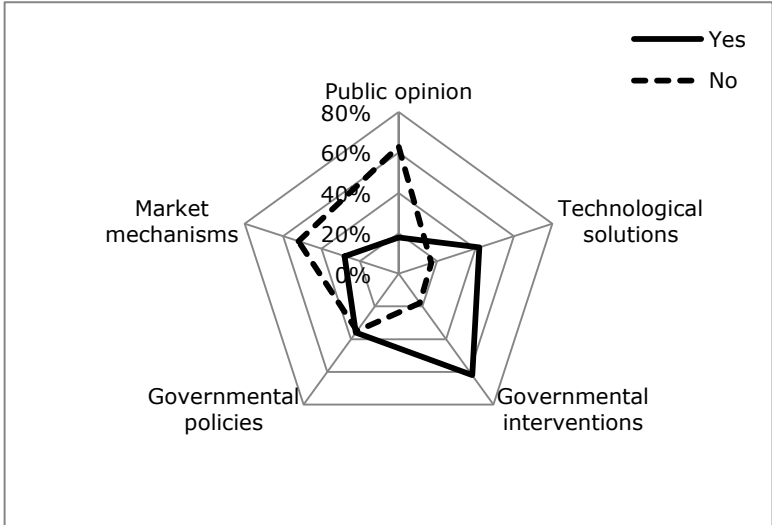 Yes
No
Public opinion
80%
60%
40%
20%
0%
Technological
solutions
Governmental
interventions
Governmental
policies
Market
mechanisms